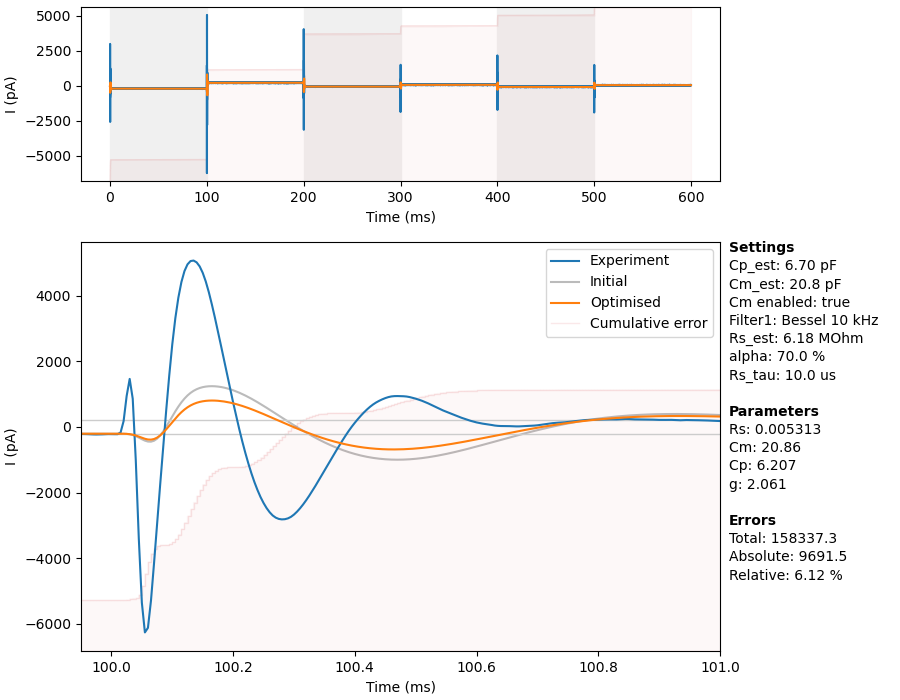 5000
2500
0
−2500
−5000
I (pA)
0 100 200 300 400 500 600
Time (ms)
4000
2000
0
−2000
−4000
−6000
I (pA)
Experiment
Initial
Optimised
Cumulative error
100.0 100.2 100.4 100.6 100.8 101.0
Time (ms)
Settings
Cp_est: 6.70 pF
Cm_est: 20.8 pF
Cm enabled: true
Filter1: Bessel 10 kHz
Rs_est: 6.18 MOhm
alpha: 70.0 %
Rs_tau: 10.0 us
Parameters
Rs: 0.005313
Cm: 20.86
Cp: 6.207
g: 2.061
Errors
Total: 158337.3
Absolute: 9691.5
Relative: 6.12 %